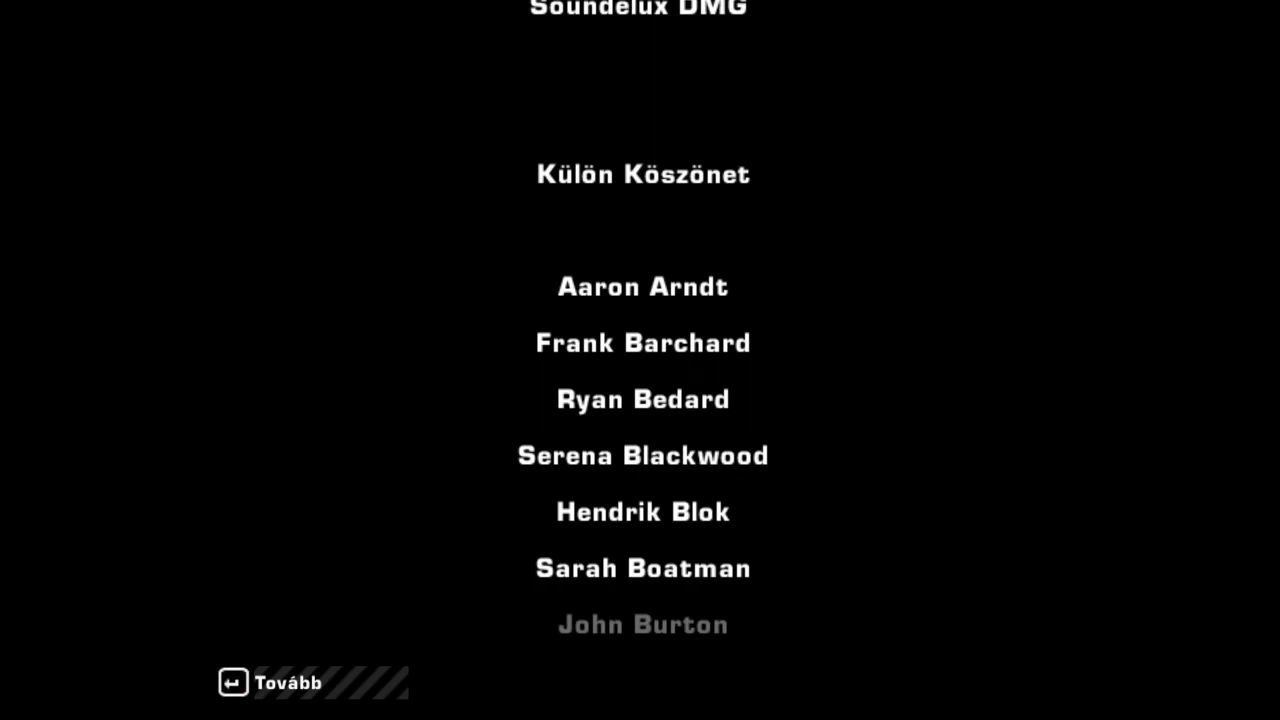 Soundelux DMG
Külön Köszönet
Aaron Arndt
Frank Barchard
Ryan Bedard
Serena Blackwood
Hendrik Blok
Sarah Boatman
John Burton
Tovább